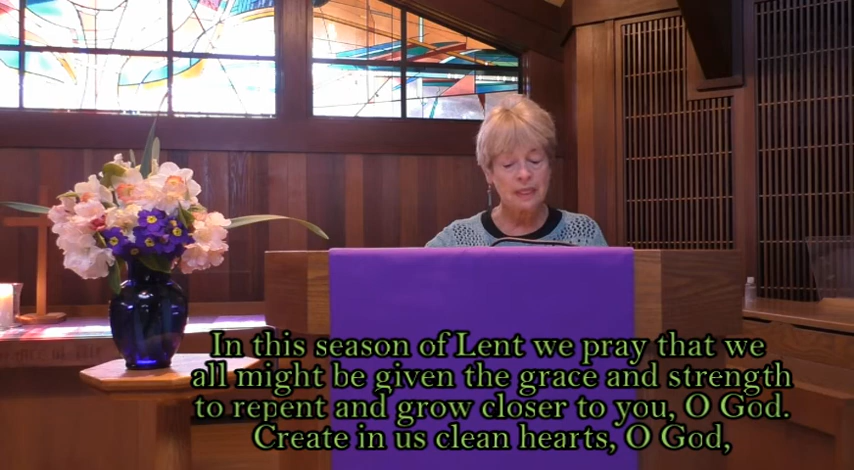 In this season of Lent we pray that we
all might be given the grace and strength
to repent and grow closer to you, O God.
Create in us clean hearts, O God,